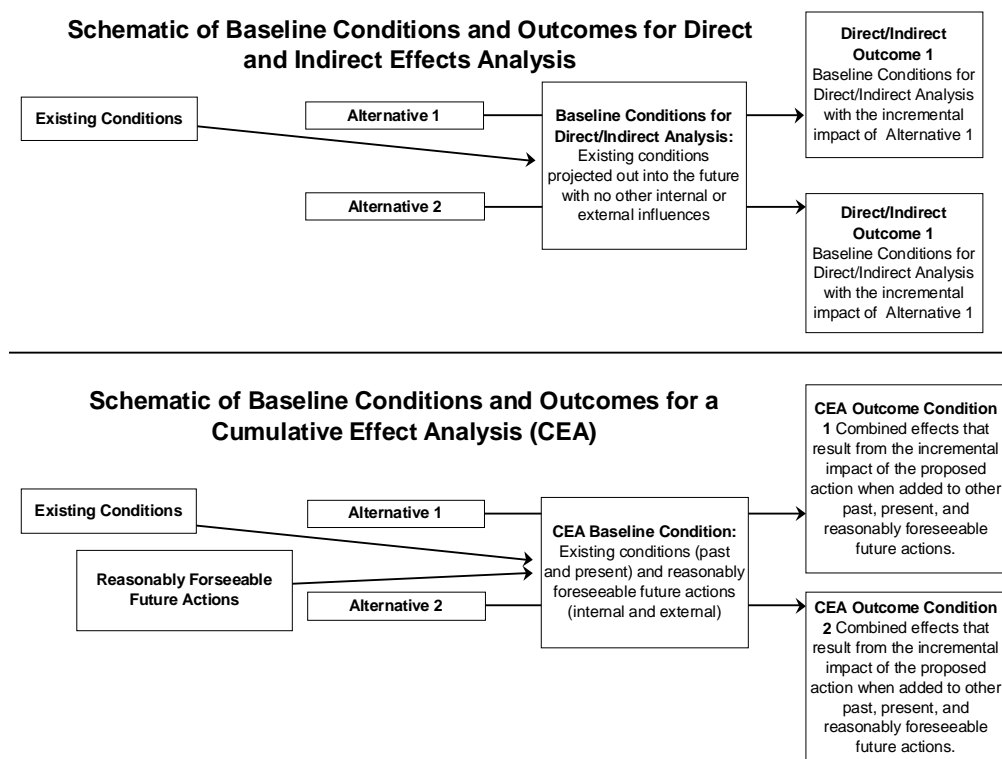 Schematic of Baseline Conditions and Outcomes for Direct
and Indirect Effects Analysis
Existing Conditions
Alternative 1
Alternative 2
Baseline Conditions for
Direct/Indirect Analysis:
Existing conditions
projected out into the future
with no other internal or
external influences
Direct/Indirect
Outcome 1
Baseline Conditions for
Direct/Indirect Analysis
with the incremental
impact of Alternative 1
Direct/Indirect
Outcome 1
Baseline Conditions for
Direct/Indirect Analysis
with the incremental
impact of Alternative 1
Schematic of Baseline Conditions and Outcomes for a
Cumulative Effect Analysis (CEA)
Existing Conditions
Reasonably Forseeable
Future Actions
Alternative 1
Alternative 2
CEA Baseline Condition:
Existing conditions (past
and present) and reasonably
foreseeable future actions
(internal and external)
CEA Outcome Condition
1 Combined effects that
result from the incremental
impact of the proposed
action when added to other
past, present, and
reasonably foreseeable
future actions.
CEA Outcome Condition
2 Combined effects that
result from the incremental
impact of the proposed
action when added to other
past, present, and
reasonably foreseeable
future actions.